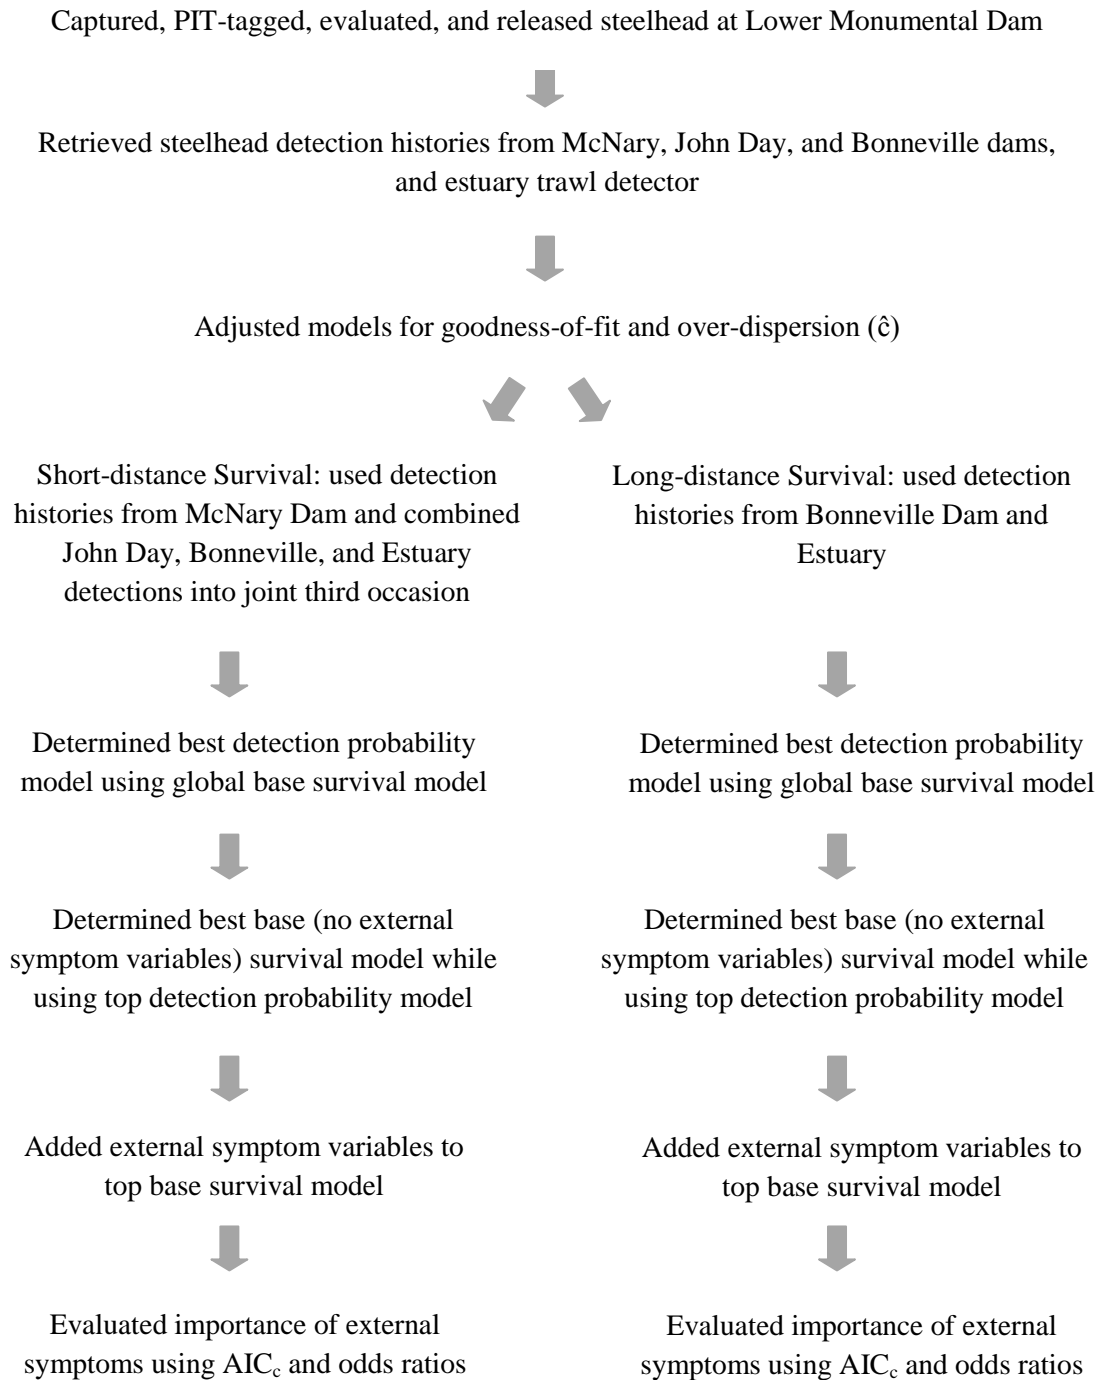 Captured, PIT-tagged, evaluated, and released steelhead at Lower Monumental Dam
Retrieved steelhead detection histories from McNary, John Day, and Bonneville dams,
and estuary trawl detector
Adjusted models for goodness-of-fit and over-dispersion (ĉ)
Short-distance Survival: used detection
histories from McNary Dam and combined
John Day, Bonneville, and Estuary
detections into joint third occasion
Long-distance Survival: used detection
histories from Bonneville Dam and
Estuary
Determined best detection probability
model using global base survival model
Determined best detection probability
model using global base survival model
Determined best base (no external
symptom variables) survival model while
using top detection probability model
Determined best base (no external
symptom variables) survival model while
using top detection probability model
Added external symptom variables to
top base survival model
Added external symptom variables to
top base survival model
Evaluated importance of external
symptoms using AICc and odds ratios
Evaluated importance of external
symptoms using AICc and odds ratios